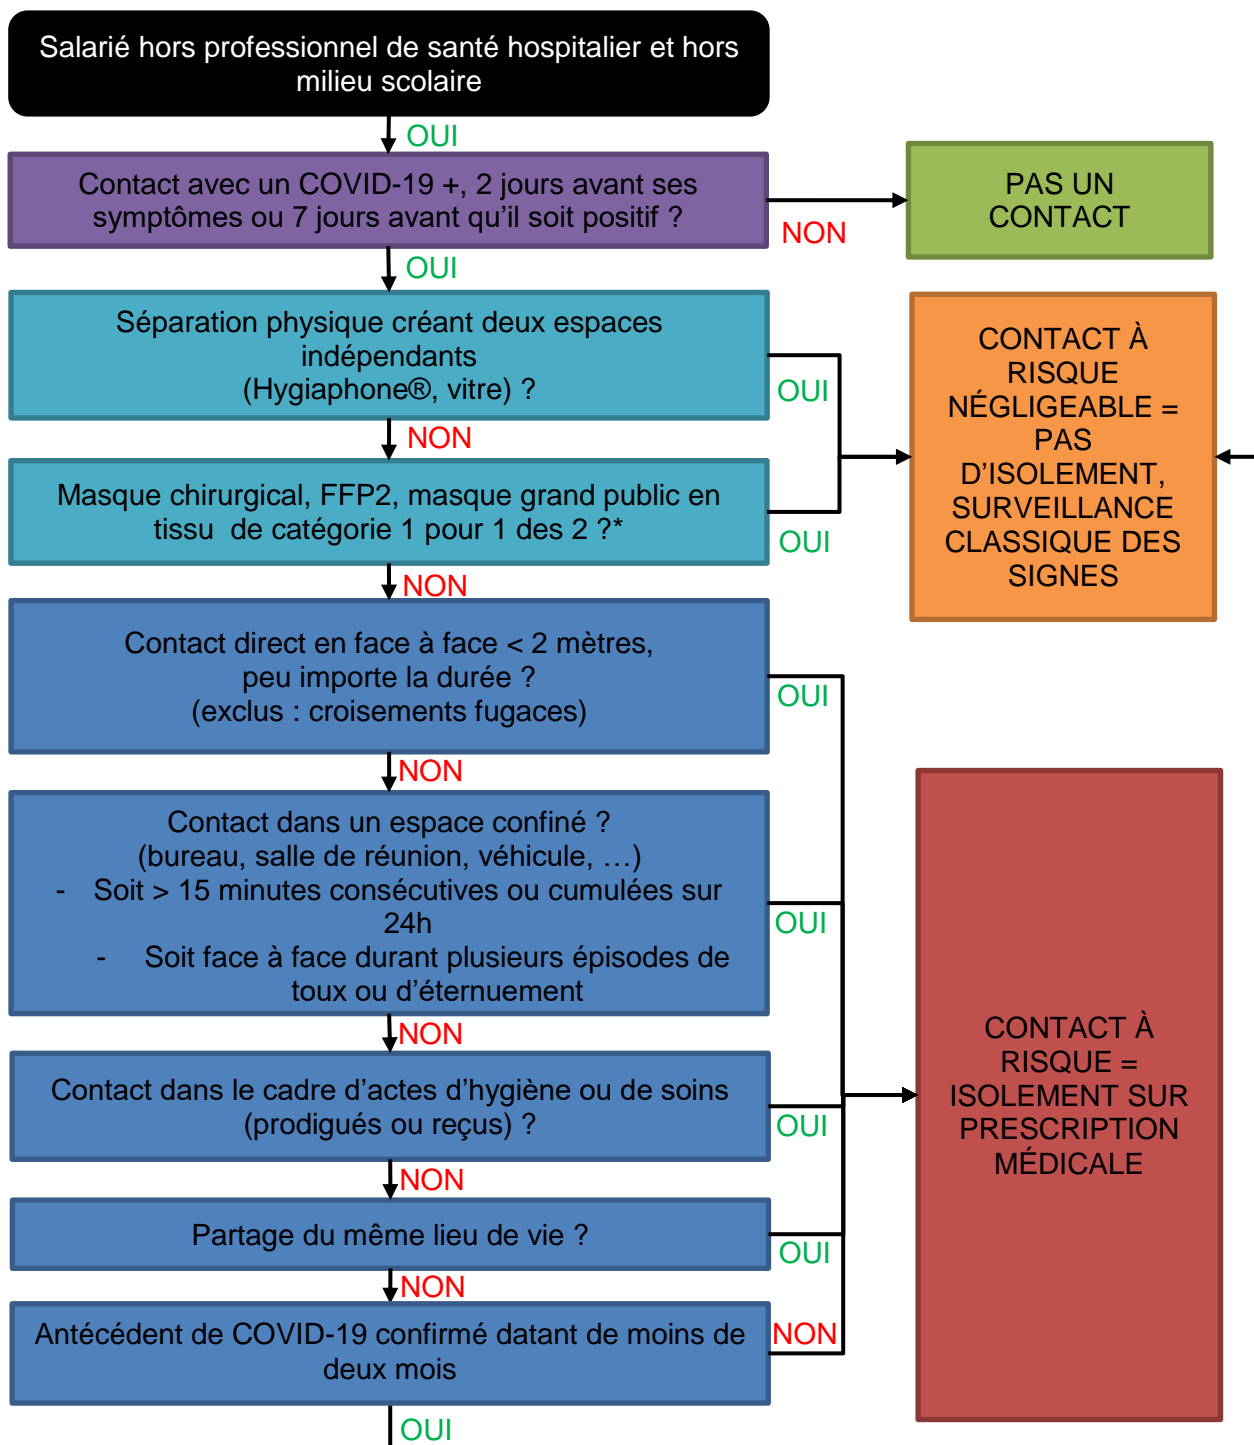 Salarié hors professionnel de santé hospitalier et hors
milieu scolaire
OUI
Contact avec un COVID-19 +, 2 jours avant ses
symptômes ou 7 jours avant qu'il soit positif ?
NON
PAS UN
CONTACT
OUI
Séparation physique créant deux espaces
indépendants
(Hygiaphone®, vitre) ?
OUI
NON
Masque chirurgical, FFP2, masque grand public en
tissu de catégorie 1 pour 1 des 2 ?*
OUI
CONTACT À
RISQUE
NÉGLIGEABLE =
PAS
D'ISOLEMENT,
SURVEILLANCE
CLASSIQUE DES
SIGNES
NON
Contact direct en face à face < 2 mètres,
peu importe la durée ?
(exclus : croisements fugaces)
OUI
NON
Contact dans un espace confiné ?
(bureau, salle de réunion, véhicule, …)
- Soit > 15 minutes consécutives ou cumulées sur
24h
- Soit face à face durant plusieurs épisodes de
toux ou d'éternuement
OUI
NON
Contact dans le cadre d'actes d'hygiène ou de soins
(prodigués ou reçus) ?
OUI
CONTACT À
RISQUE =
ISOLEMENT SUR
PRESCRIPTION
MÉDICALE
NON
Partage du même lieu de vie ?
OUI
NON
Antécédent de COVID-19 confirmé datant de moins de
deux mois
NON
OUI